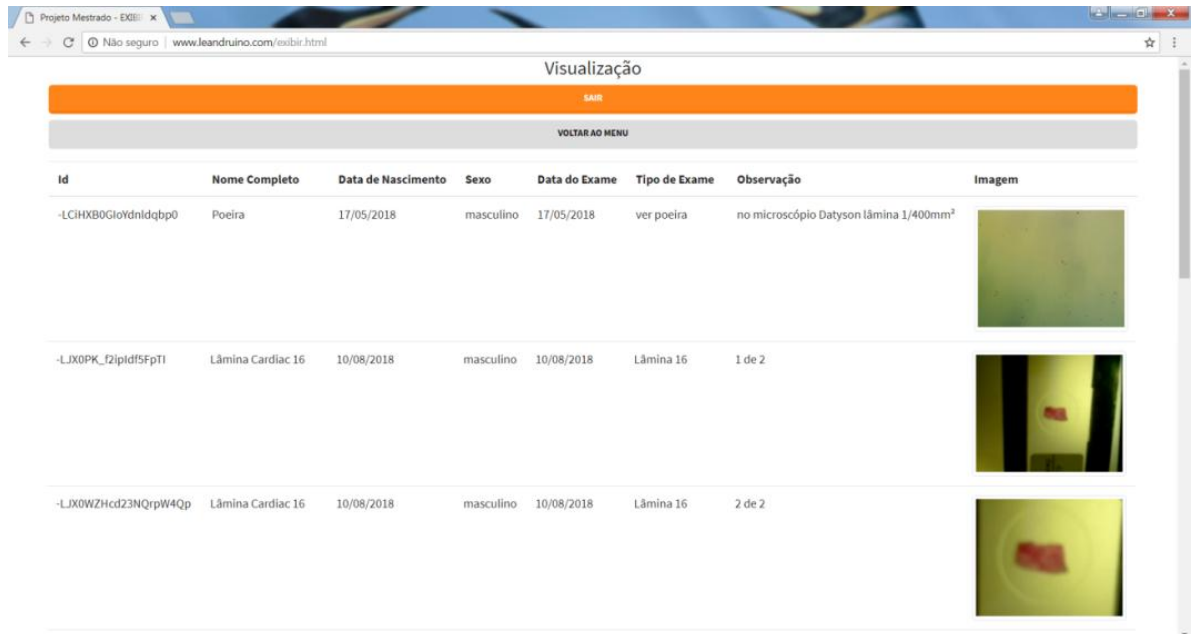 Projeto Mestrado - EXIBI
Não seguro | www.leandruino.com/exibir.html
Visualização
SAIR
VOLTAR AO MENU
Id Nome Completo Data de Nascimento Sexo Data do Exame Tipo de Exame Observação Imagem
-LCiHXB0GIoYdnldqbp0 Poeira 17/05/2018 masculino 17/05/2018 ver poeira no microscópio Datyson lâmina 1/400mm²
-LJX0PK_f2ipIdf5FpTI Lâmina Cardiac 16 10/08/2018 masculino 10/08/2018 Lâmina 16 1 de 2
-LJX0WZHcd23NQrpW4Qp Lâmina Cardiac 16 10/08/2018 masculino 10/08/2018 Lâmina 16 2 de 2